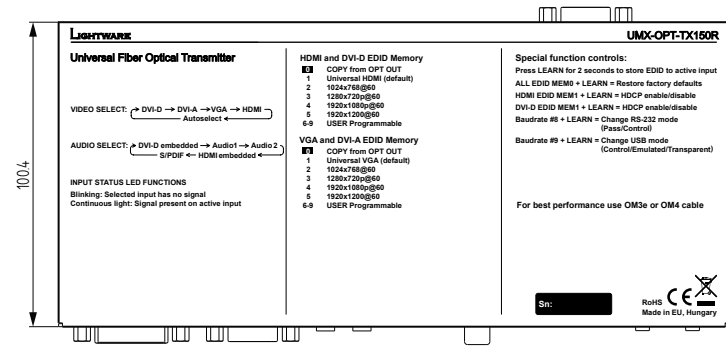 LIGHTWARE
UMX-OPT-TX150R
Universal Fiber Optical Transmitter
VIDEO SELECT: DVI-D → DVI-A → VGA → HDMI
Autoselect
AUDIO SELECT: DVI-D embedded → Audio1 → Audio 2
S/PDIF ← HDMI embedded
INPUT STATUS LED FUNCTIONS
Blinking: Selected input has no signal
Continuous light: Signal present on active input
HDMI and DVI-D EDID Memory
0 COPY from OPT OUT
1 Universal HDMI (default)
2 1024x768@60
3 1280x720p@60
4 1920x1080p@60
5 1920x1200@60
6-9 USER Programmable
VGA and DVI-A EDID Memory
0 COPY from OPT OUT
1 Universal VGA (default)
2 1024x768@60
3 1280x720p@60
4 1920x1080p@60
5 1920x1200@60
6-9 USER Programmable
Special function controls:
Press LEARN for 2 seconds to store EDID to active input
ALL EDID MEM0 + LEARN = Restore factory defaults
HDMI EDID MEM1 + LEARN = HDCP enable/disable
DVI-D EDID MEM1 + LEARN = HDCP enable/disable
Baudrate #8 + LEARN = Change RS-232 mode
(Pass/Control)
Baudrate #9 + LEARN = Change USB mode
(Control/Emulated/Transparent)
For best performance use OM3e or OM4 cable
Sn:
RoHS CE
Made in EU, Hungary
100.4